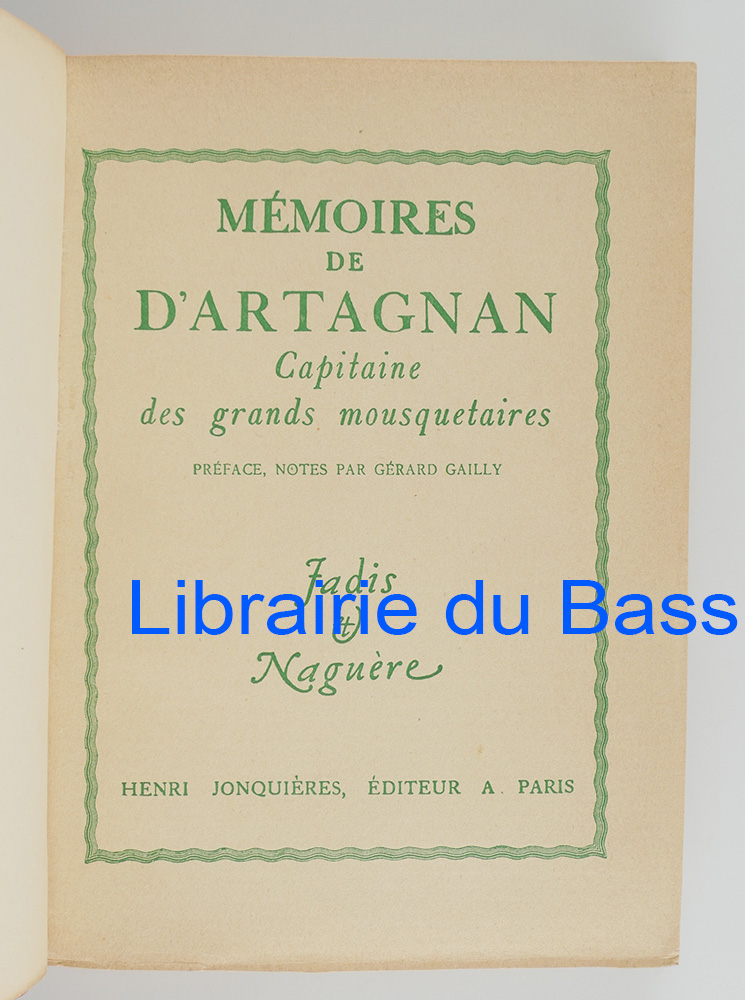 MÉMOIRES
DE
D'ARTAGNAN
Capitaine
des grands mousquetaires
PRÉFACE, NOTES PAR GÉRARD GAILLY
Jadis
Librairie du Bass
&
Naguère
HENRI JONQUIÈRES, ÉDITEUR A PARIS